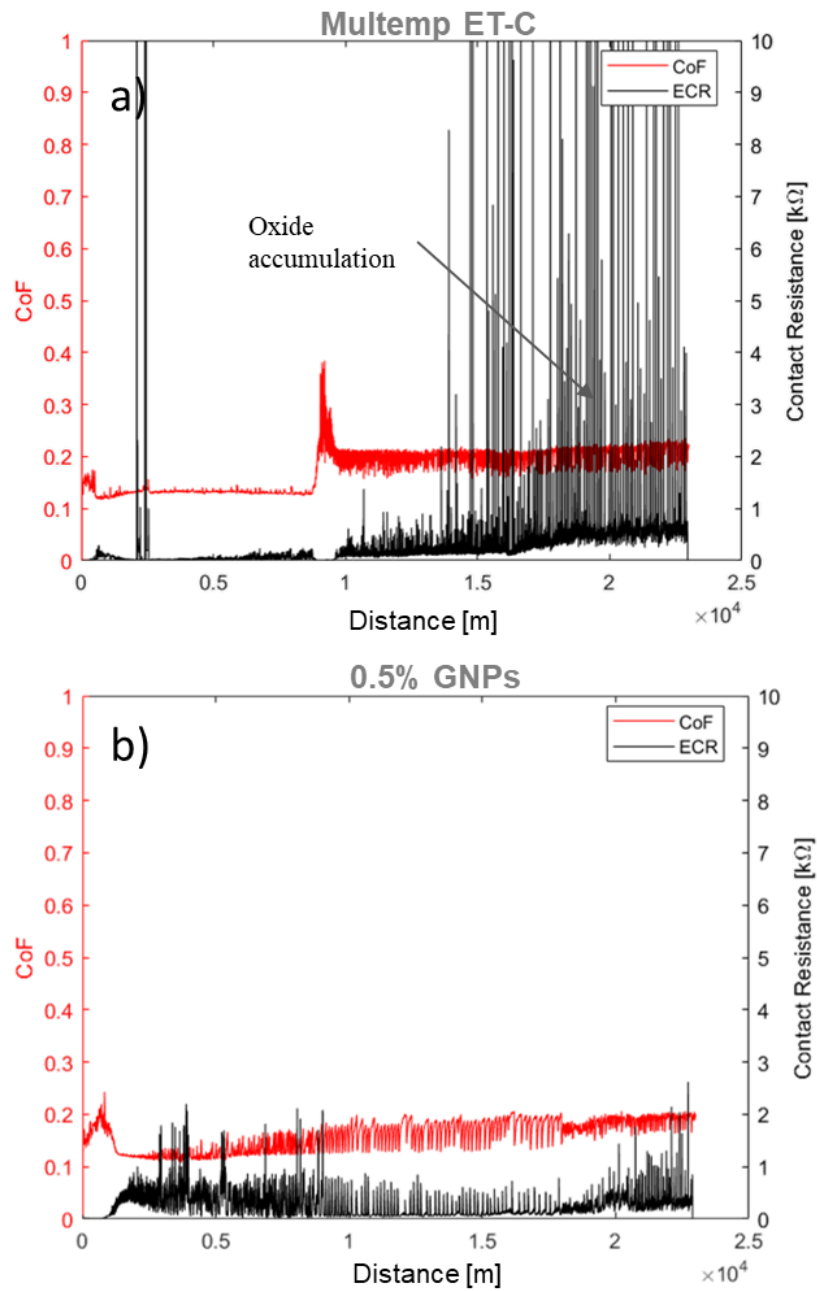 Multemp ET-C
a)
CoF
ECR
Oxide
accumulation
1
0.9
0.8
0.7
0.6
0.5
0.4
0.3
0.2
0.1
0
CoF
10
9
8
7
6
5
4
3
2
1
0
Contact Resistance [kΩ]
0 0.5 1 1.5 2 2.5
×10⁴
Distance [m]
0.5% GNPs
b)
CoF
ECR
1
0.9
0.8
0.7
0.6
0.5
0.4
0.3
0.2
0.1
0
CoF
10
9
8
7
6
5
4
3
2
1
0
Contact Resistance [kΩ]
0 0.5 1 1.5 2 2.5
×10⁴
Distance [m]